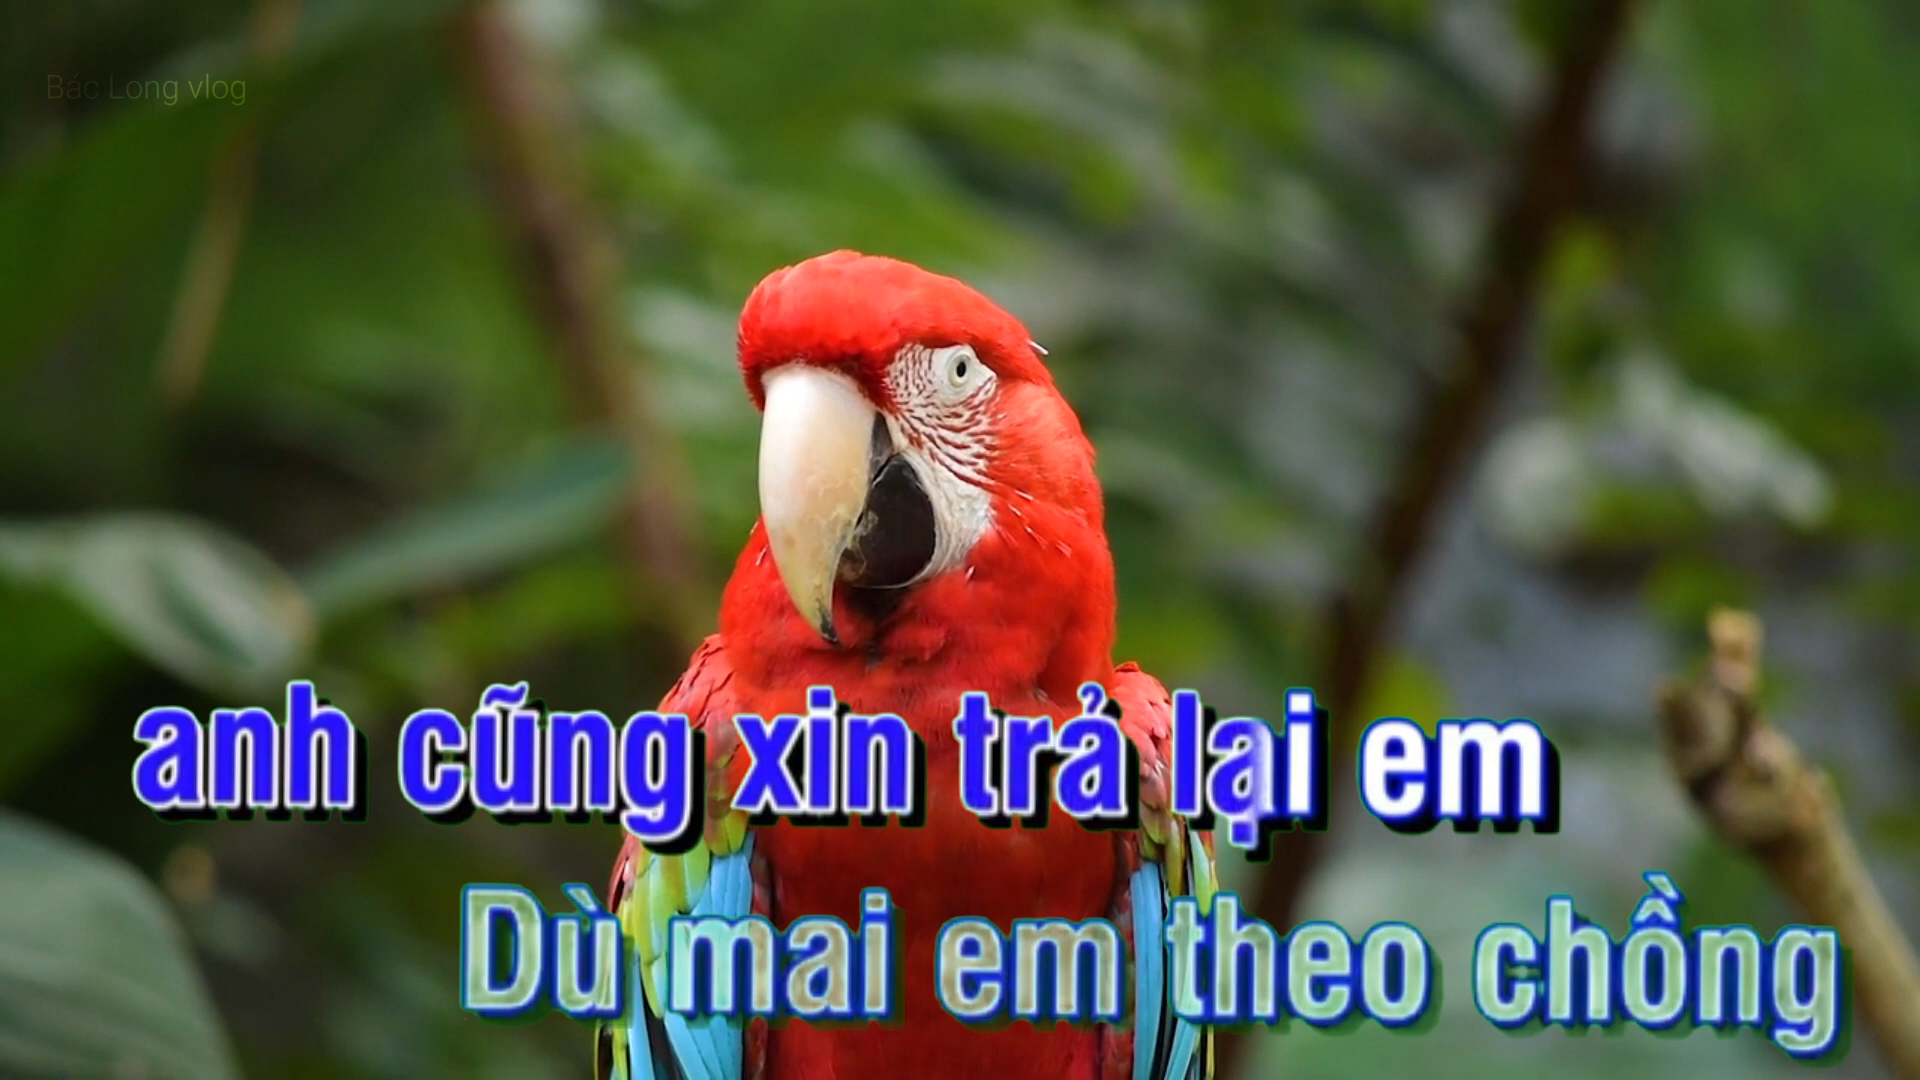 Bác Long vlog
anh cũng xin trả lại em
Dù mai em theo chồng